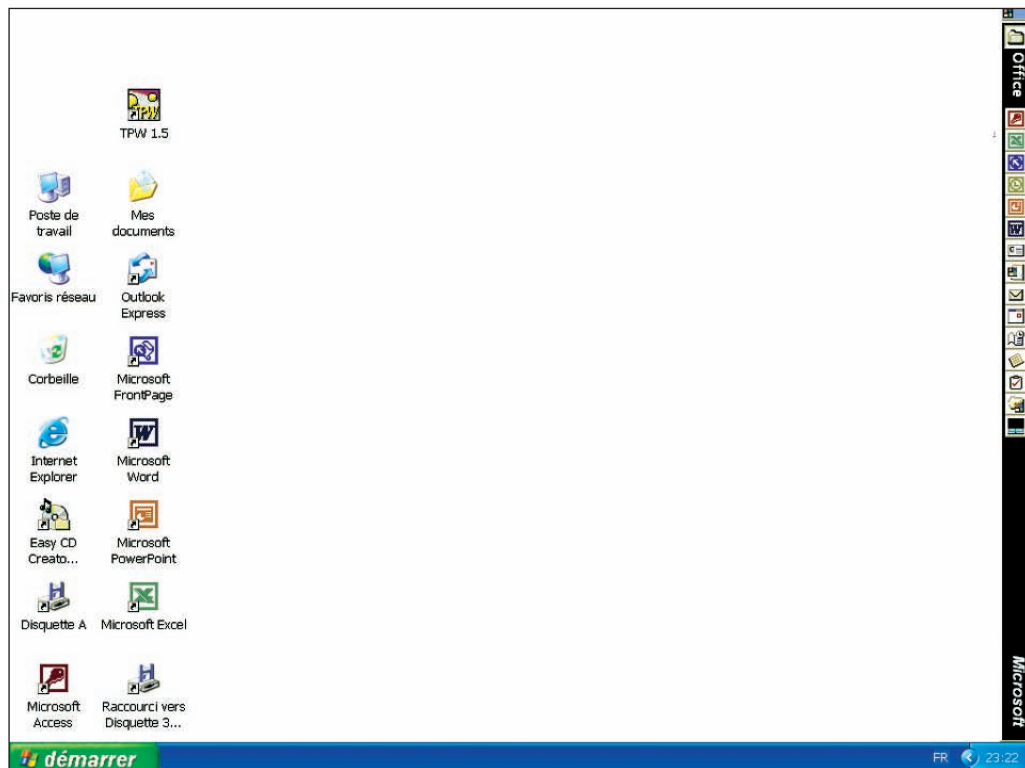 TPW 1.5
Poste de
travail
Mes
documents
Favoris réseau
Outlook
Express
Corbeille
Microsoft
FrontPage
Internet
Explorer
Microsoft
Word
Easy CD
Creato...
Microsoft
PowerPoint
Disquette A
Microsoft Excel
Microsoft
Access
Raccourci vers
Disquette 3...
Office
Microsoft
démarrer
FR
23:22